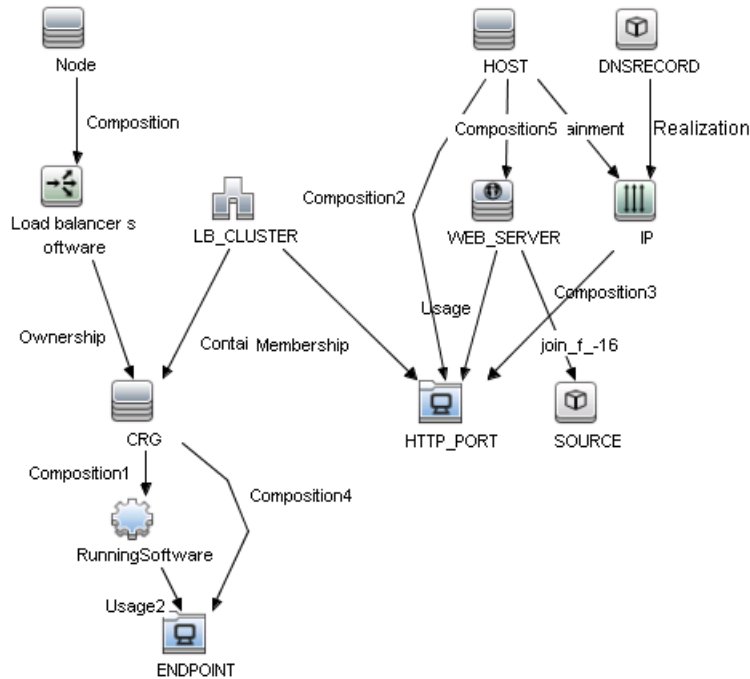 Node
HOST
DNSRECORD
Composition
Composition5
ainment
Realization
Composition2
Load balancer s
oftware
LB_CLUSTER
WEB_SERVER
IP
Composition3
Usage
Ownership
Contai
Membership
join_f_-16
CRG
HTTP_PORT
SOURCE
Composition1
Composition4
RunningSoftware
Usage2
ENDPOINT